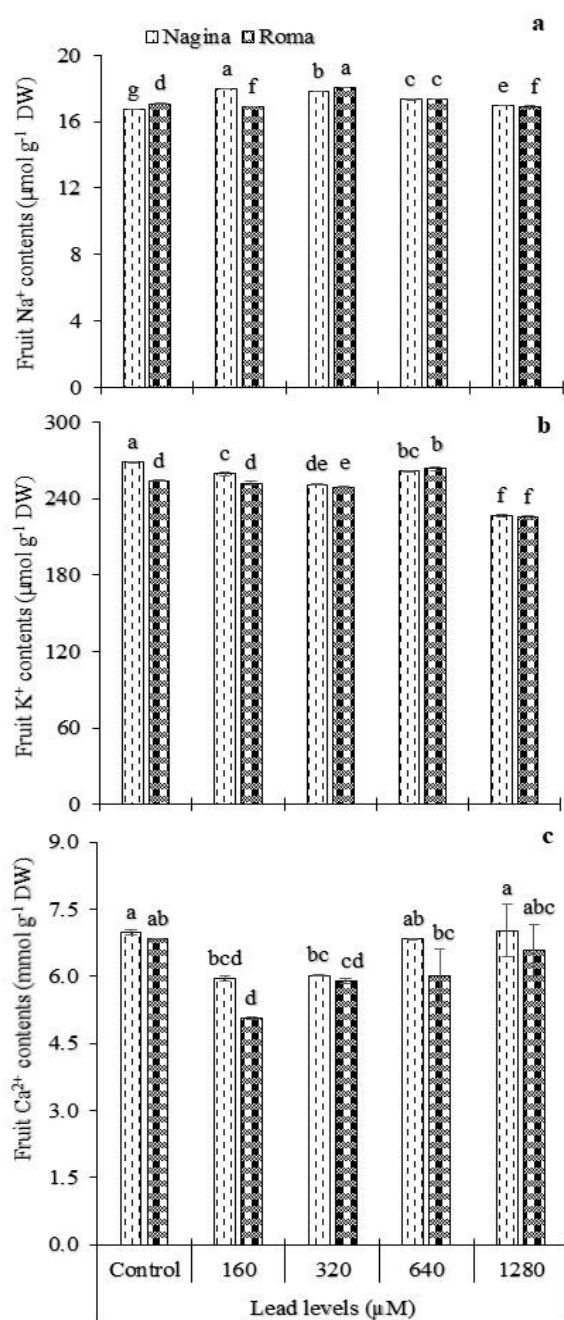 a
Nagina Roma
20
16
12
8
4
0
g d a f b a c c e f
Fruit Na⁺ contents (µmol g⁻¹ DW)
b
300
240
180
120
60
0
a d c d de e bc b f f
Fruit K⁺ contents (µmol g⁻¹ DW)
c
9.0
7.5
6.0
4.5
3.0
1.5
0.0
a ab bcd d bc cd ab bc a abc
Fruit Ca²⁺ contents (mmol g⁻¹ DW)
Control 160 320 640 1280
Lead levels (µM)